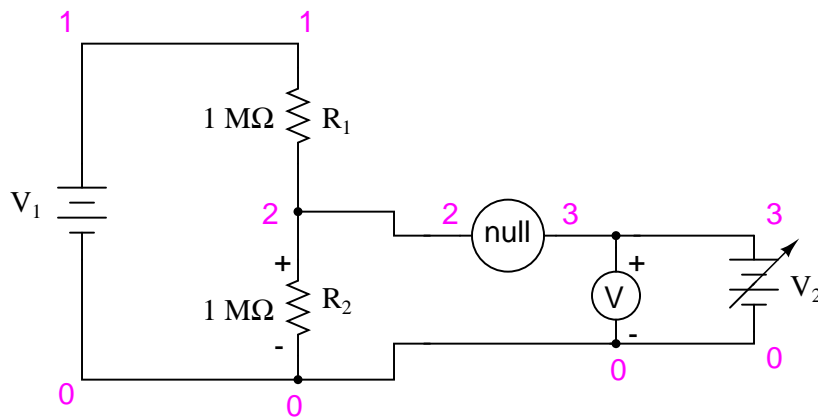 1 1
1 MΩ R1
V1
2 2 null 3 3
+ +
1 MΩ R2 V V2
- -
0 0 0 0